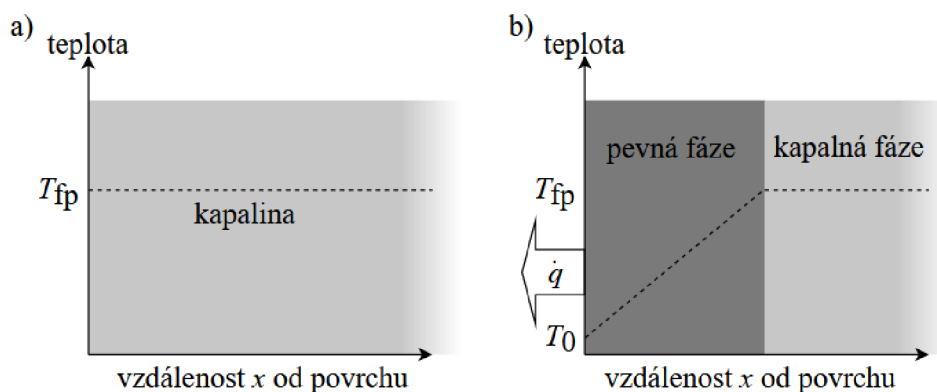 a)
teplota
T_fp
kapalina
vzdálenost x od povrchu
b)
teplota
pevná fáze
kapalná fáze
T_fp
q̇
T_0
vzdálenost x od povrchu